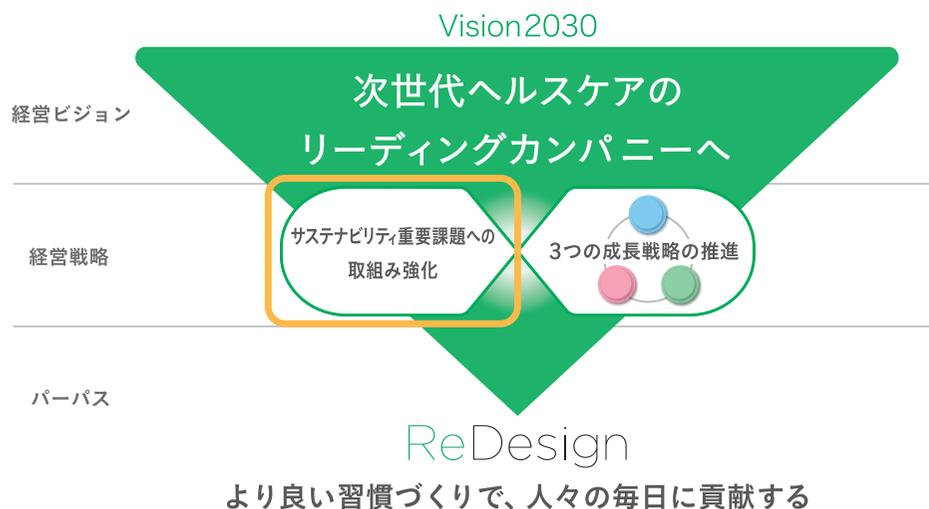 Vision2030
経営ビジョン
次世代ヘルスケアの
リーディングカンパニーへ
経営戦略
サステナビリティ重要課題への
取組み強化
3つの成長戦略の推進
パーパス
ReDesign
より良い習慣づくりで、人々の毎日に貢献する